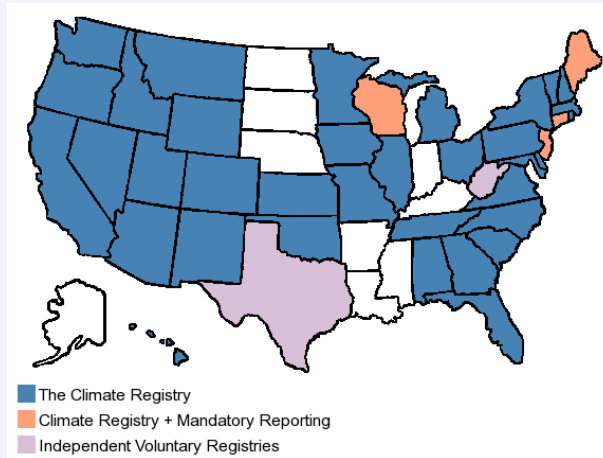 The Climate Registry
Climate Registry + Mandatory Reporting
Independent Voluntary Registries